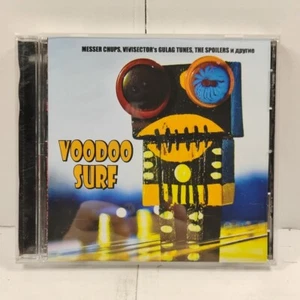 MESSER CHUPS, VIVISECTOR'S GULAG TUNES, THE SPOILERS и другие
VOODOO
SURF